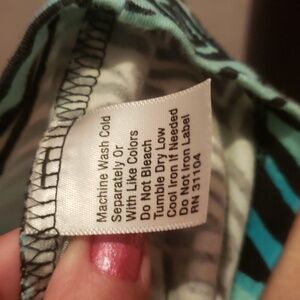 Machine Wash Cold
Separately Or
With Like Colors
Do Not Bleach
Tumble Dry Low
Cool Iron If Needed
Do Not Iron Label
RN 31104